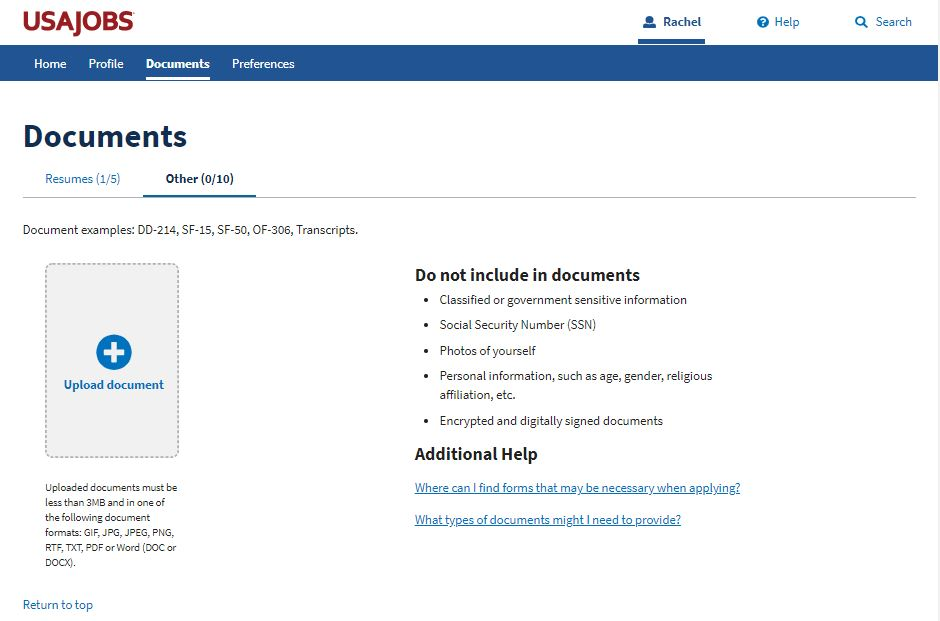 USAJOBS
Rachel
Help
Search
Home
Profile
Documents
Preferences
Documents
Resumes (1/5)
Other (0/10)
Document examples: DD-214, SF-15, SF-50, OF-306, Transcripts.
Upload document
Uploaded documents must be
less than 3MB and in one of
the following document
formats: GIF, JPG, JPEG, PNG,
RTF, TXT, PDF or Word (DOC or
DOCX).
Do not include in documents
Classified or government sensitive information
Social Security Number (SSN)
Photos of yourself
Personal information, such as age, gender, religious
affiliation, etc.
Encrypted and digitally signed documents
Additional Help
Where can I find forms that may be necessary when applying?
What types of documents might I need to provide?
Return to top